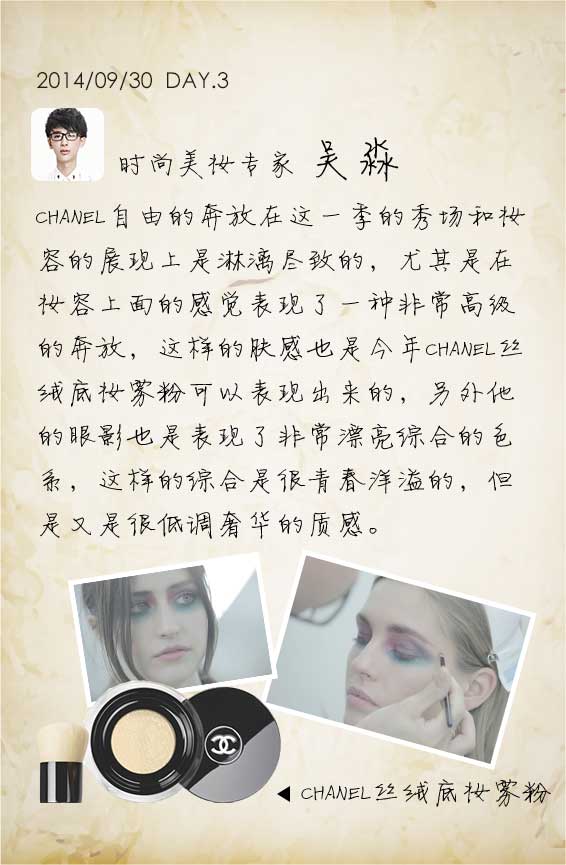 2014/09/30 DAY.3
时尚美妆专家 吴淼
CHANEL自由的奔放在这一季的秀场和妆
容的展现上是淋漓尽致的，尤其是在
妆容上面的感觉表现了一种非常高级
的奔放，这样的肤感也是今年CHANEL丝
绒底妆雾粉可以表现出来的，另外他
的眼影也是表现了非常漂亮综合的色
系，这样的综合是很青春洋溢的，但
是又是很低调奢华的质感。
CHANEL丝绒底妆雾粉